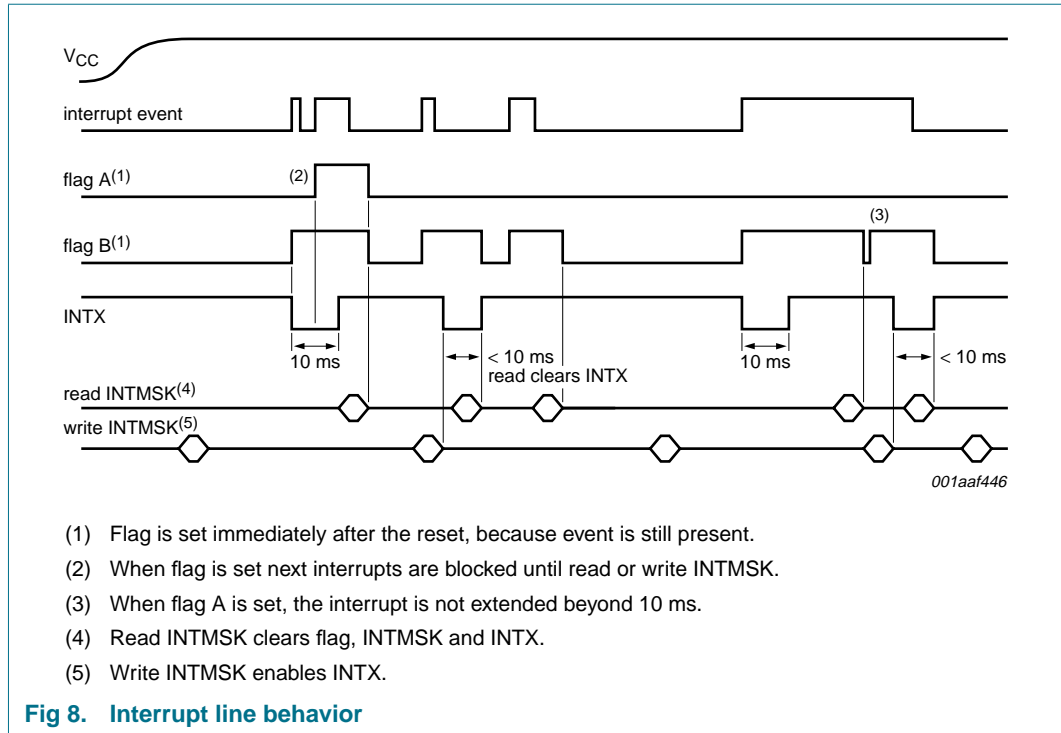 VCC
interrupt event
flag A(1)
(2)
(3)
flag B(1)
INTX
10 ms
< 10 ms
read clears INTX
10 ms
< 10 ms
read INTMSK(4)
write INTMSK(5)
001aaf446
(1) Flag is set immediately after the reset, because event is still present.
(2) When flag is set next interrupts are blocked until read or write INTMSK.
(3) When flag A is set, the interrupt is not extended beyond 10 ms.
(4) Read INTMSK clears flag, INTMSK and INTX.
(5) Write INTMSK enables INTX.
Fig 8. Interrupt line behavior